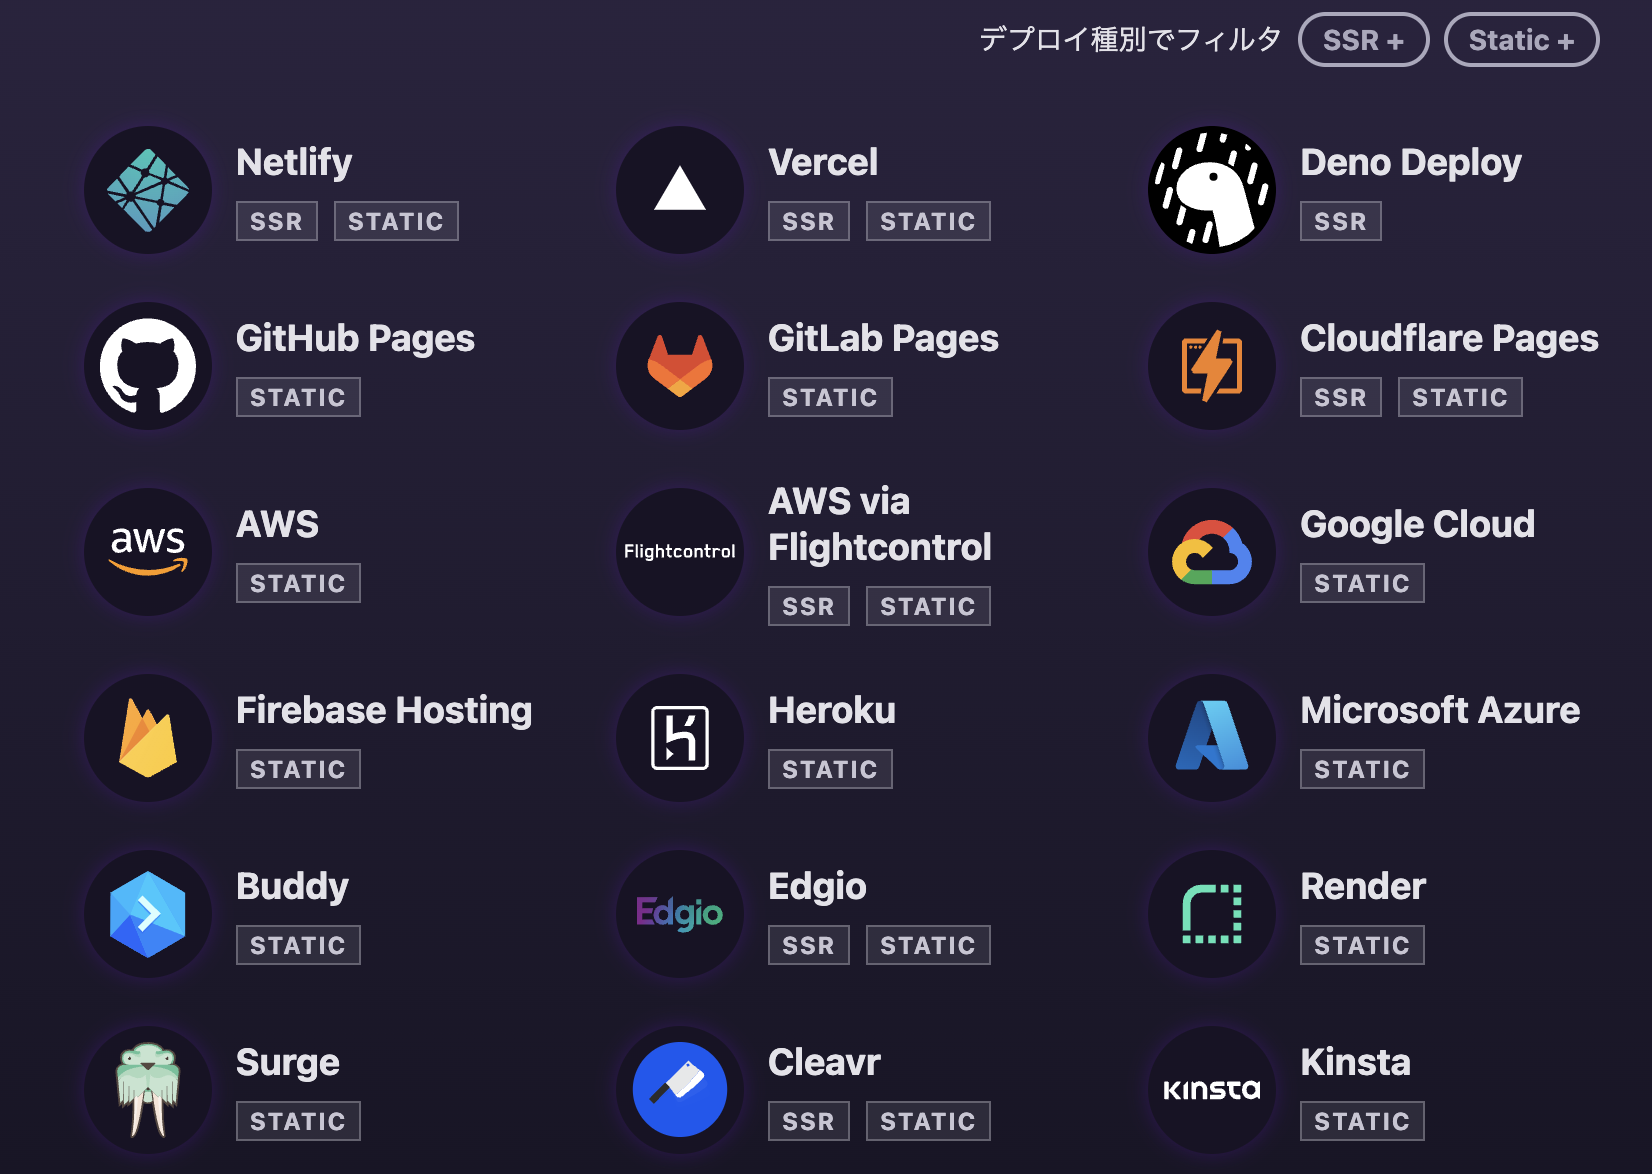 デプロイ種別でフィルタ SSR + Static +
Netlify
SSR STATIC
Vercel
SSR STATIC
Deno Deploy
SSR
GitHub Pages
STATIC
GitLab Pages
STATIC
Cloudflare Pages
SSR STATIC
aws
AWS
STATIC
Flightcontrol
AWS via
Flightcontrol
SSR STATIC
Google Cloud
STATIC
Firebase Hosting
STATIC
Heroku
STATIC
Microsoft Azure
STATIC
Buddy
STATIC
Edgio
Edgio
SSR STATIC
Render
STATIC
Surge
STATIC
Cleavr
SSR STATIC
Kinsta
Kinsta
STATIC